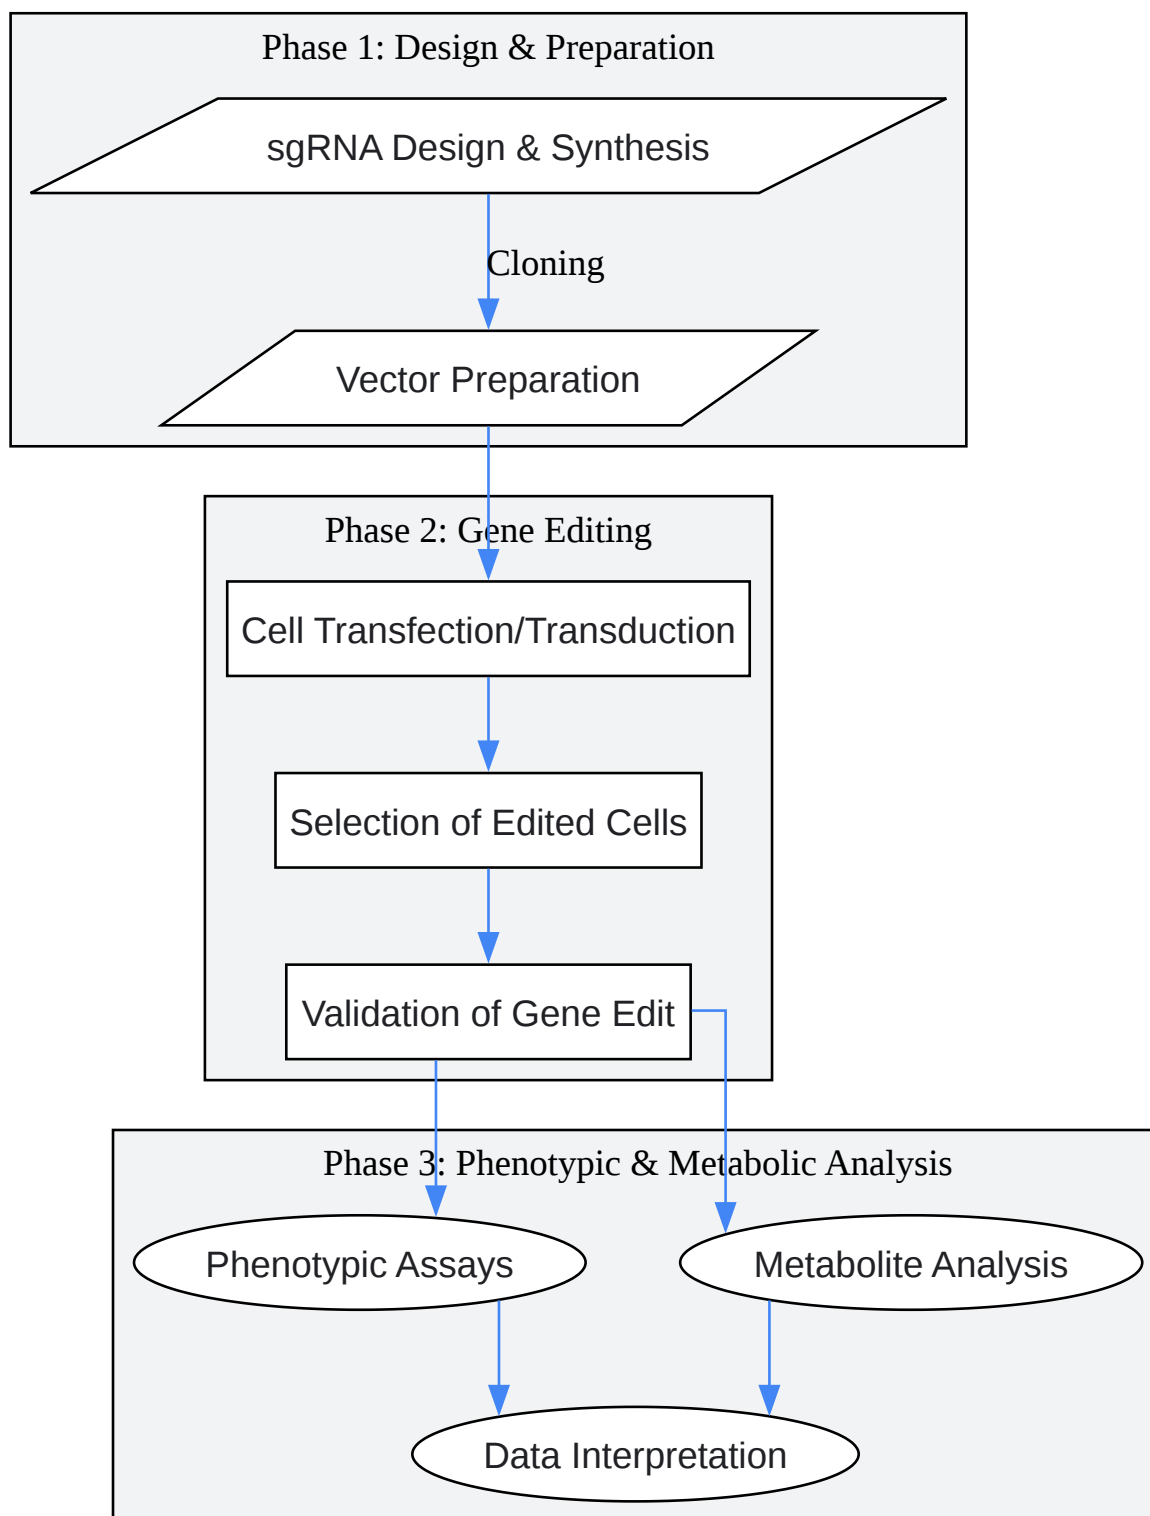 Phase 1: Design & Preparation
sgRNA Design & Synthesis
Cloning
Vector Preparation
Phase 2: Gene Editing
Cell Transfection/Transduction
Selection of Edited Cells
Validation of Gene Edit
Phase 3: Phenotypic & Metabolic Analysis
Phenotypic Assays
Metabolite Analysis
Data Interpretation